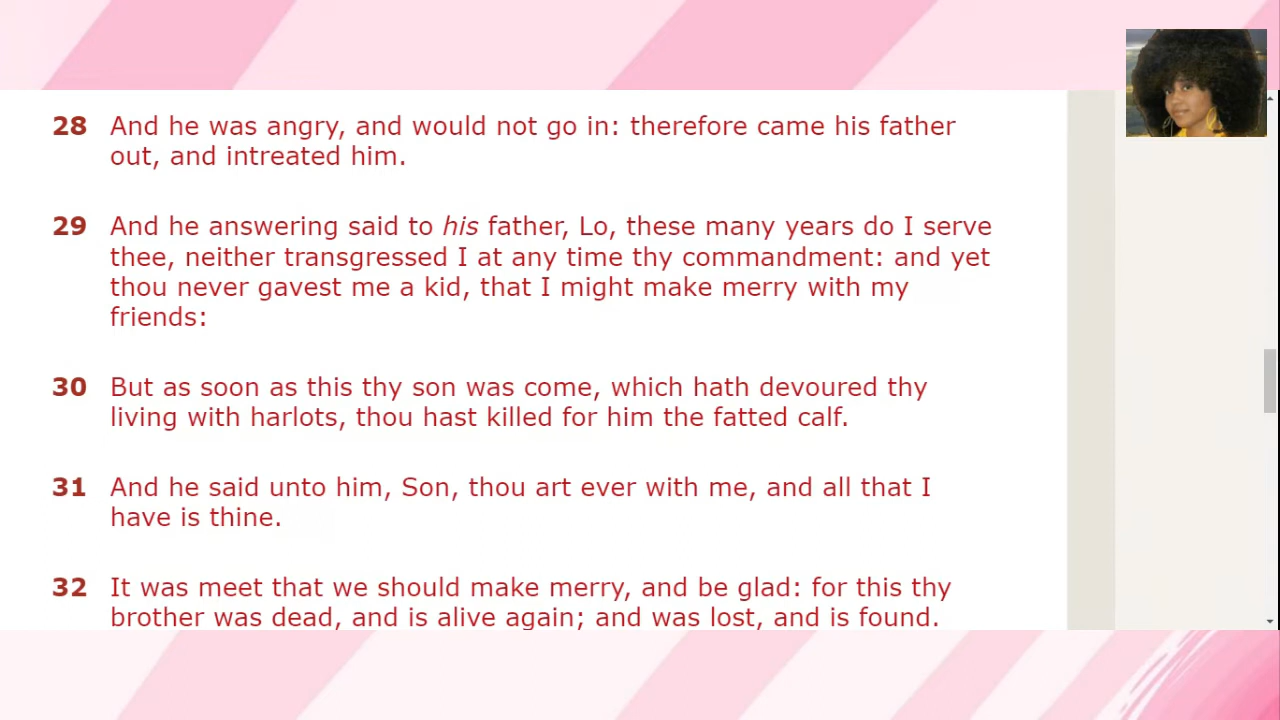 28 And he was angry, and would not go in: therefore came his father
out, and intreated him.
29 And he answering said to his father, Lo, these many years do I serve
thee, neither transgressed I at any time thy commandment: and yet
thou never gavest me a kid, that I might make merry with my
friends:
30 But as soon as this thy son was come, which hath devoured thy
living with harlots, thou hast killed for him the fatted calf.
31 And he said unto him, Son, thou art ever with me, and all that I
have is thine.
32 It was meet that we should make merry, and be glad: for this thy
brother was dead, and is alive again; and was lost, and is found.